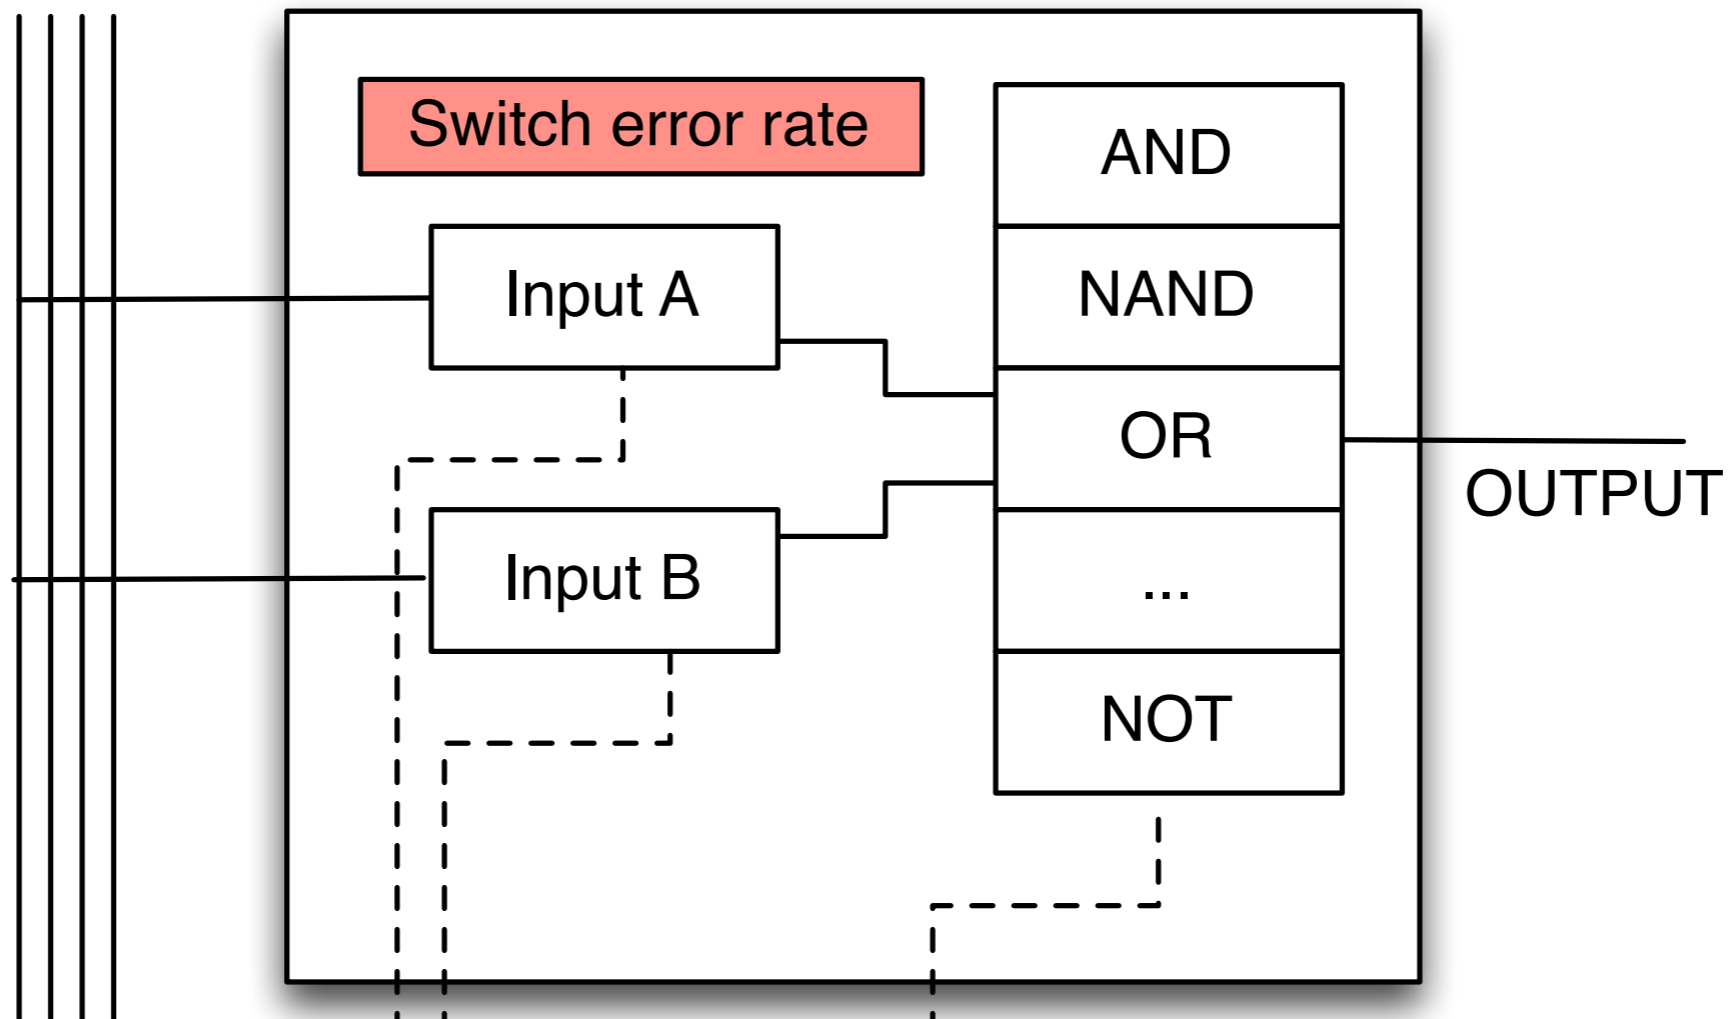 Switch error rate
AND
Input A
NAND
OR
OUTPUT
Input B
...
NOT